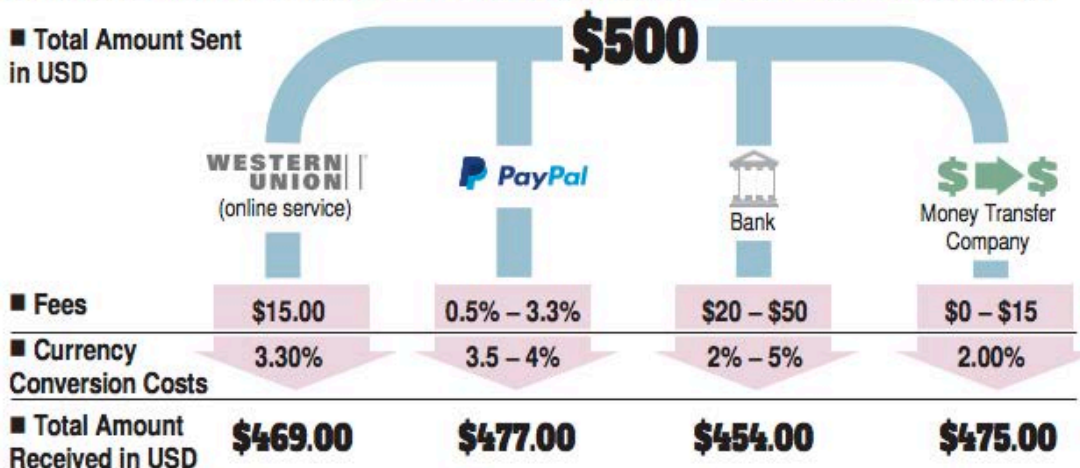 ■ Total Amount Sent
in USD
$500
WESTERN
UNION
(online service)
PayPal
Bank
$ $
Money Transfer
Company
■ Fees
$15.00
0.5% – 3.3%
$20 – $50
$0 – $15
■ Currency
Conversion Costs
3.30%
3.5 – 4%
2% – 5%
2.00%
■ Total Amount
Received in USD
$469.00
$477.00
$454.00
$475.00